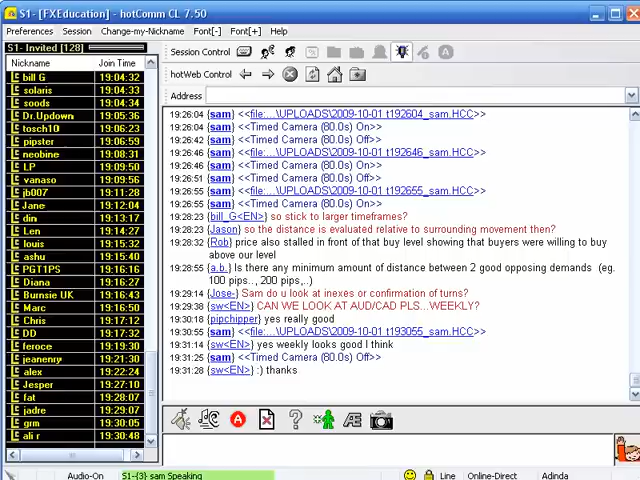 S1- [FXEducation] - hotComm CL 7.50
Preferences Session Change-my-Nickname Font[-] Font[+] Help
S1- Invited [128]
Nickname Join Time
bill G 19:04:32
solaris 19:04:33
soods 19:04:34
Dr.Updown 19:05:36
tosch10 19:06:23
pipster 19:06:59
neobine 19:08:31
LP 19:09:50
vanaso 19:09:56
jb007 19:11:28
Jane 19:12:04
din 19:13:17
Len 19:14:27
louis 19:15:32
ashu 19:15:40
PGT1PS 19:16:16
Diana 19:16:27
Burnsie UK 19:16:43
Marc 19:16:50
Chris 19:17:12
DD 19:17:32
feroce 19:19:30
jeanenry 19:21:30
alex 19:22:24
Jesper 19:27:10
fat 19:28:07
jadre 19:29:07
grm 19:30:05
ali r 19:30:48
Session Control
hotWeb Control
Address
19:26:04 {sam} <<file:...\UPLOADS\2009-10-01 t192604_sam.HCC>>
19:26:04 {sam} <<Timed Camera (80.0s) On>>
19:26:42 {sam} <<Timed Camera (80.0s) Off>>
19:26:46 {sam} <<file:...\UPLOADS\2009-10-01 t192646_sam.HCC>>
19:26:46 {sam} <<Timed Camera (80.0s) On>>
19:26:51 {sam} <<Timed Camera (80.0s) Off>>
19:26:55 {sam} <<file:...\UPLOADS\2009-10-01 t192655_sam.HCC>>
19:26:55 {sam} <<Timed Camera (80.0s) On>>
19:28:23 {bill_G<EN>} so stick to larger timeframes?
19:28:23 {Jason} so the distance is evaluated relative to surrounding movement then?
19:28:32 {Rob} price also stalled in front of that buy level showing that buyers were willing to buy
above our level
19:28:55 {a.b.} Is there any minimum amount of distance between 2 good opposing demands (eg.
100 pips.., 200 pips,..)
19:29:14 {Jose-} Sam do u look at inexes or confirmation of turns?
19:29:38 {sw<EN>} CAN WE LOOK AT AUD/CAD PLS...WEEKLY?
19:30:18 {pipchipper} yes really good
19:30:55 {sam} <<file:...\UPLOADS\2009-10-01 t193055_sam.HCC>>
19:31:14 {sw<EN>} yes weekly looks good I think
19:31:25 {sam} <<Timed Camera (80.0s) Off>>
19:31:28 {sw<EN>} :) thanks
Audio-On S1-{3} sam Speaking Line Online-Direct Adinda